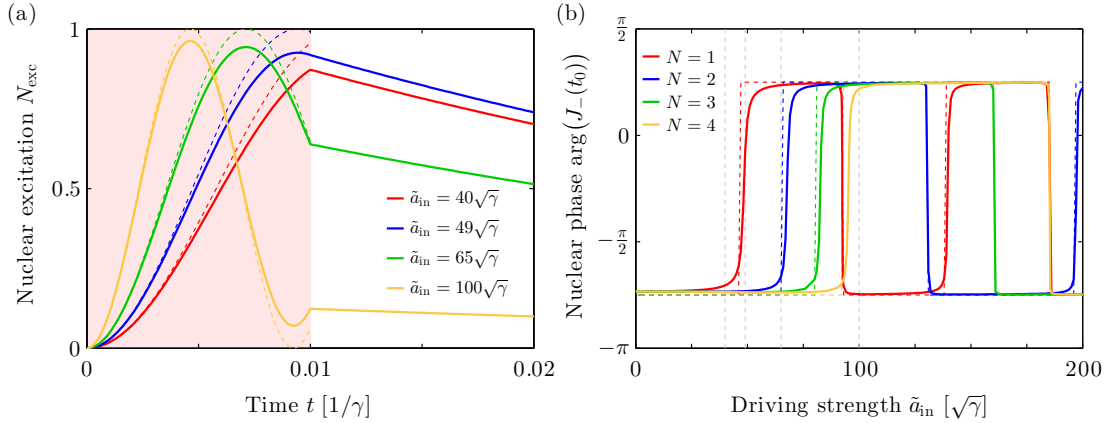 (a)
Nuclear excitation N_exc
1
0.5
0
0
0.01
0.02
Time t [1/γ]
ã_in = 40√γ
ã_in = 49√γ
ã_in = 65√γ
ã_in = 100√γ
(b)
Nuclear phase arg(J_−(t_0))
π/2
0
−π/2
−π
0
100
200
Driving strength ã_in [√γ]
N = 1
N = 2
N = 3
N = 4